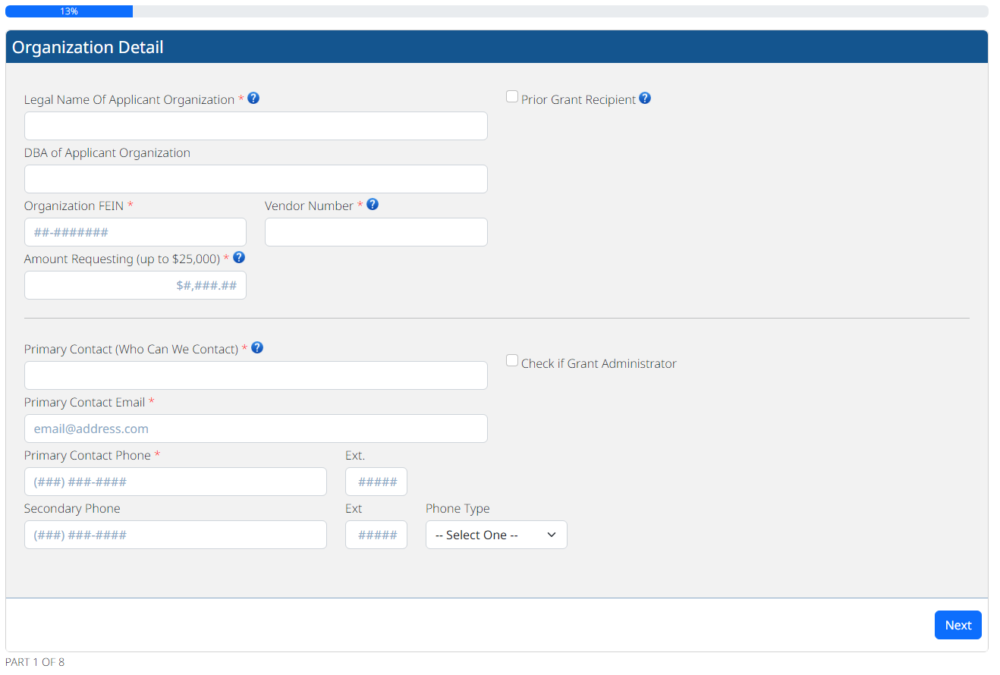 13%
Organization Detail
Legal Name Of Applicant Organization * ?
Prior Grant Recipient ?
DBA of Applicant Organization
Organization FEIN *
Vendor Number * ?
##-#######
Amount Requesting (up to $25,000) * ?
$#,###.##
Primary Contact (Who Can We Contact) * ?
Check if Grant Administrator
Primary Contact Email *
email@address.com
Primary Contact Phone *
Ext.
(###) ###-####
#####
Secondary Phone
Ext
Phone Type
(###) ###-####
#####
-- Select One --
Next
PART 1 OF 8